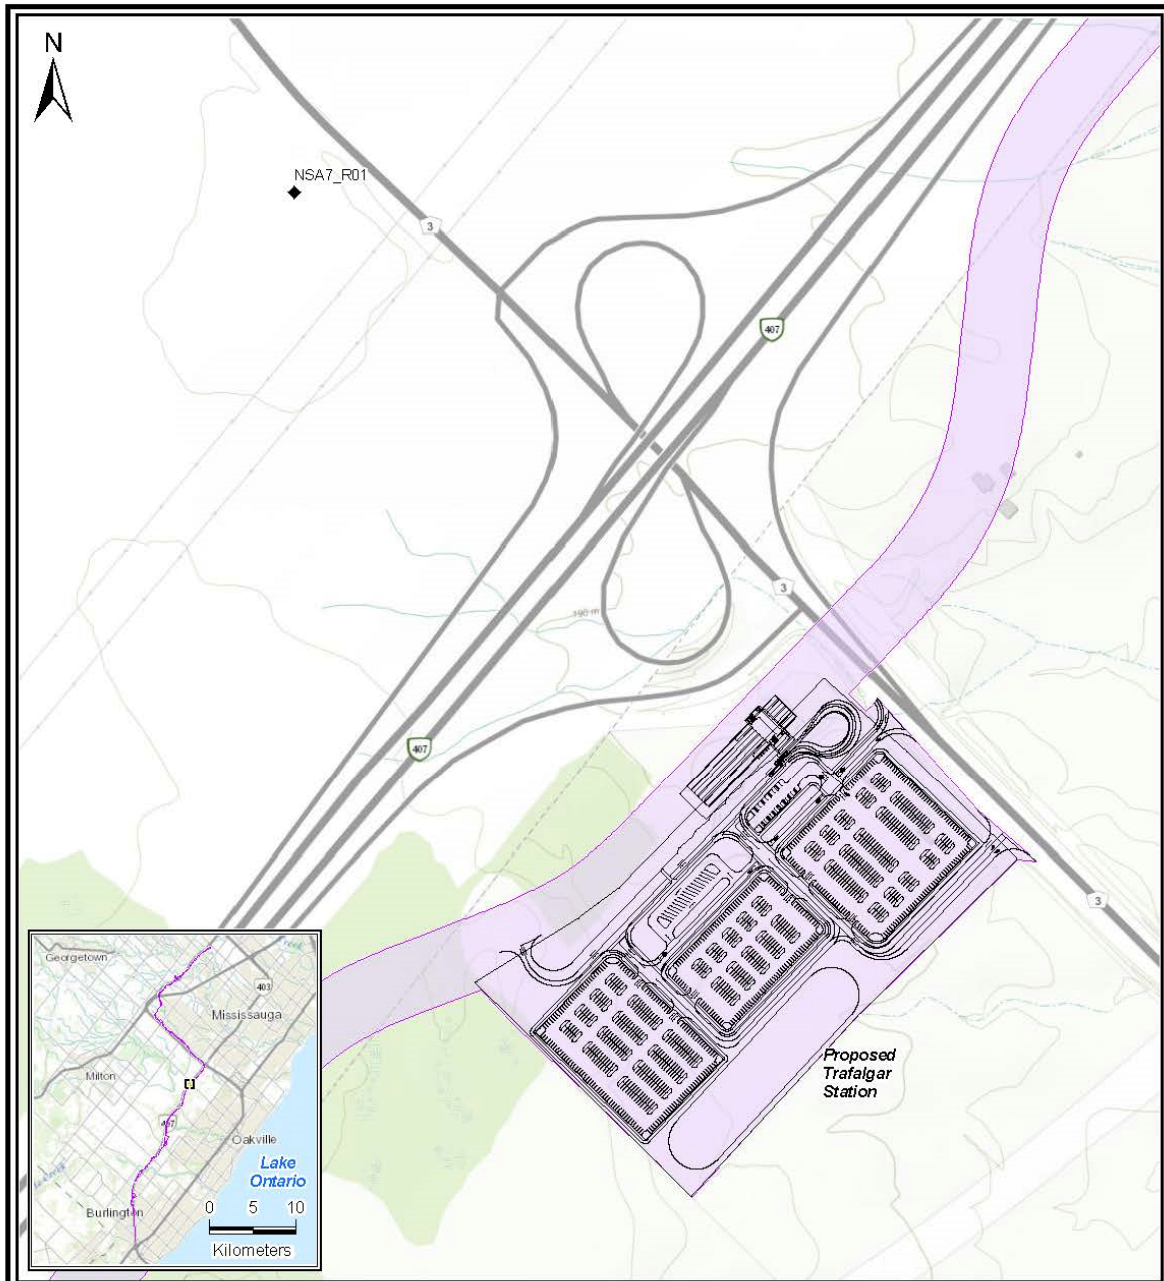 N
NSA7_R01
3
407
3
190 m
407
3
Proposed
Trafalgar
Station
Georgetown
403
Mississauga
Milton
407
Oakville
Lake
Ontario
Burlington
0 5 10
Kilometers